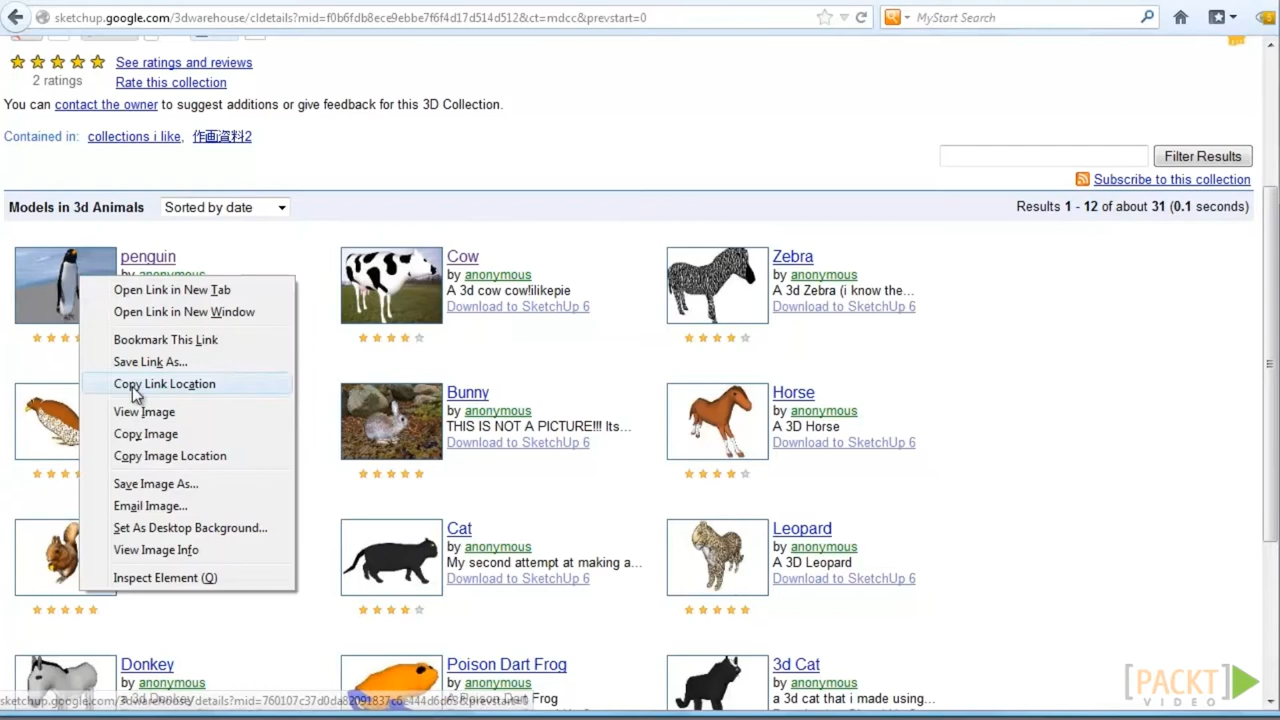 sketchup.google.com/3dwarehouse/cldetails?mid=f0b6fdb8ece9ebbe7f6f4d17d514d512&ct=mdcc&prevstart=0
MyStart Search
See ratings and reviews
2 ratings
Rate this collection
You can contact the owner to suggest additions or give feedback for this 3D Collection.
Contained in: collections i like, 作画資料2
Filter Results
Subscribe to this collection
Models in 3d Animals Sorted by date
Results 1 - 12 of about 31 (0.1 seconds)
penguin
by anonymous
Open Link in New Tab
Open Link in New Window
Bookmark This Link
Save Link As...
Copy Link Location
View Image
Copy Image
Copy Image Location
Save Image As...
Email Image...
Set As Desktop Background...
View Image Info
Inspect Element (Q)
Cow
by anonymous
A 3d cow cow!ilikepie
Download to SketchUp 6
Zebra
by anonymous
A 3d Zebra (i know the...
Download to SketchUp 6
Bunny
by anonymous
THIS IS NOT A PICTURE!!! Its...
Download to SketchUp 6
Horse
by anonymous
A 3D Horse
Download to SketchUp 6
Cat
by anonymous
My second attempt at making a...
Download to SketchUp 6
Leopard
by anonymous
A 3D Leopard
Download to SketchUp 6
Donkey
by anonymous
Poison Dart Frog
by anonymous
A Poison Dart Frog
3d Cat
by anonymous
a 3d cat that i made using...
[PACKT]
VIDEO